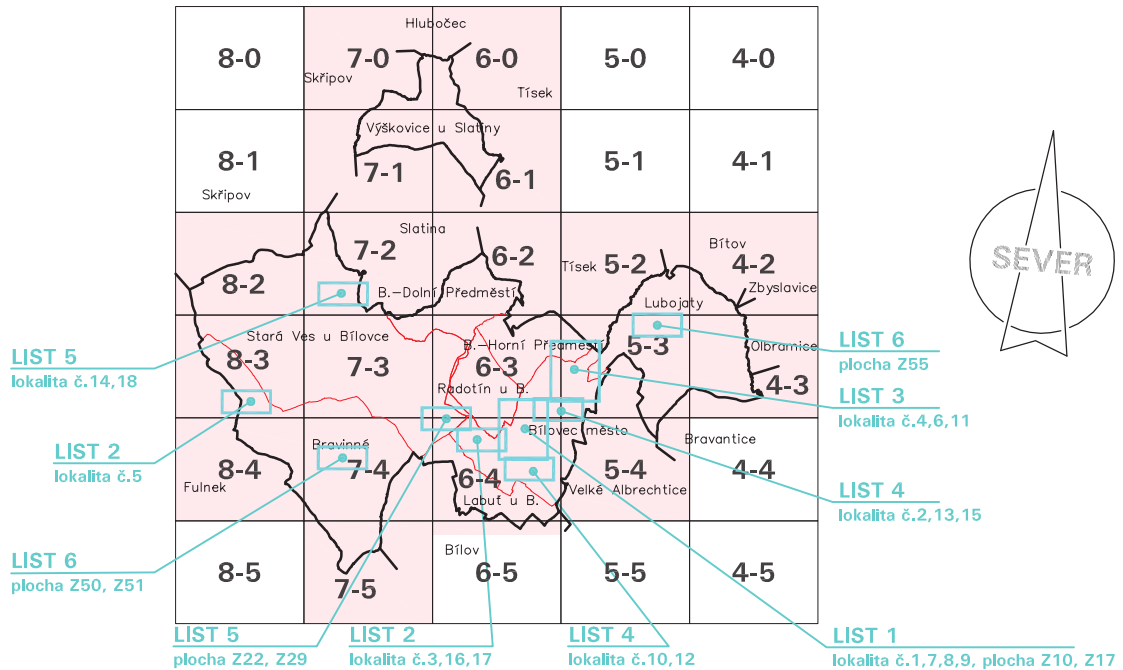 Hlubočec
8-0
7-0
6-0
5-0
4-0
Skřipov
Tísek
Výškovice u Slatiny
8-1
7-1
6-1
5-1
4-1
Skřipov
Slatina
7-2
6-2
Tísek
5-2
Bítov
4-2
8-2
B.-Dolní Předměstí
Lubojaty
Zbyslavice
SEVER
Stará Ves u Bílovce
B.-Horní Předměstí
Olbramice
8-3
7-3
6-3
5-3
4-3
Radotín u B.
LIST 5
lokalita č.14,18
LIST 6
plocha Z55
LIST 3
lokalita č.4,6,11
Bravinné
Bílovec město
Bravantice
LIST 2
lokalita č.5
8-4
7-4
6-4
5-4
4-4
Fulnek
Labuť u B.
Velké Albrechtice
LIST 4
lokalita č.2,13,15
Bílov
LIST 6
plocha Z50, Z51
8-5
7-5
6-5
5-5
4-5
LIST 5
plocha Z22, Z29
LIST 2
lokalita č.3,16,17
LIST 4
lokalita č.10,12
LIST 1
lokalita č.1,7,8,9, plocha Z10, Z17